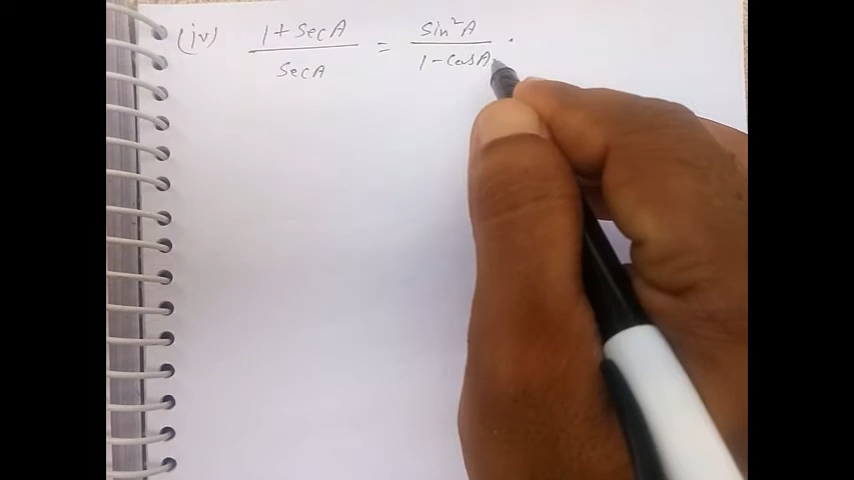 (iv) 1 + SecA / SecA = Sin²A / 1 - CosA .